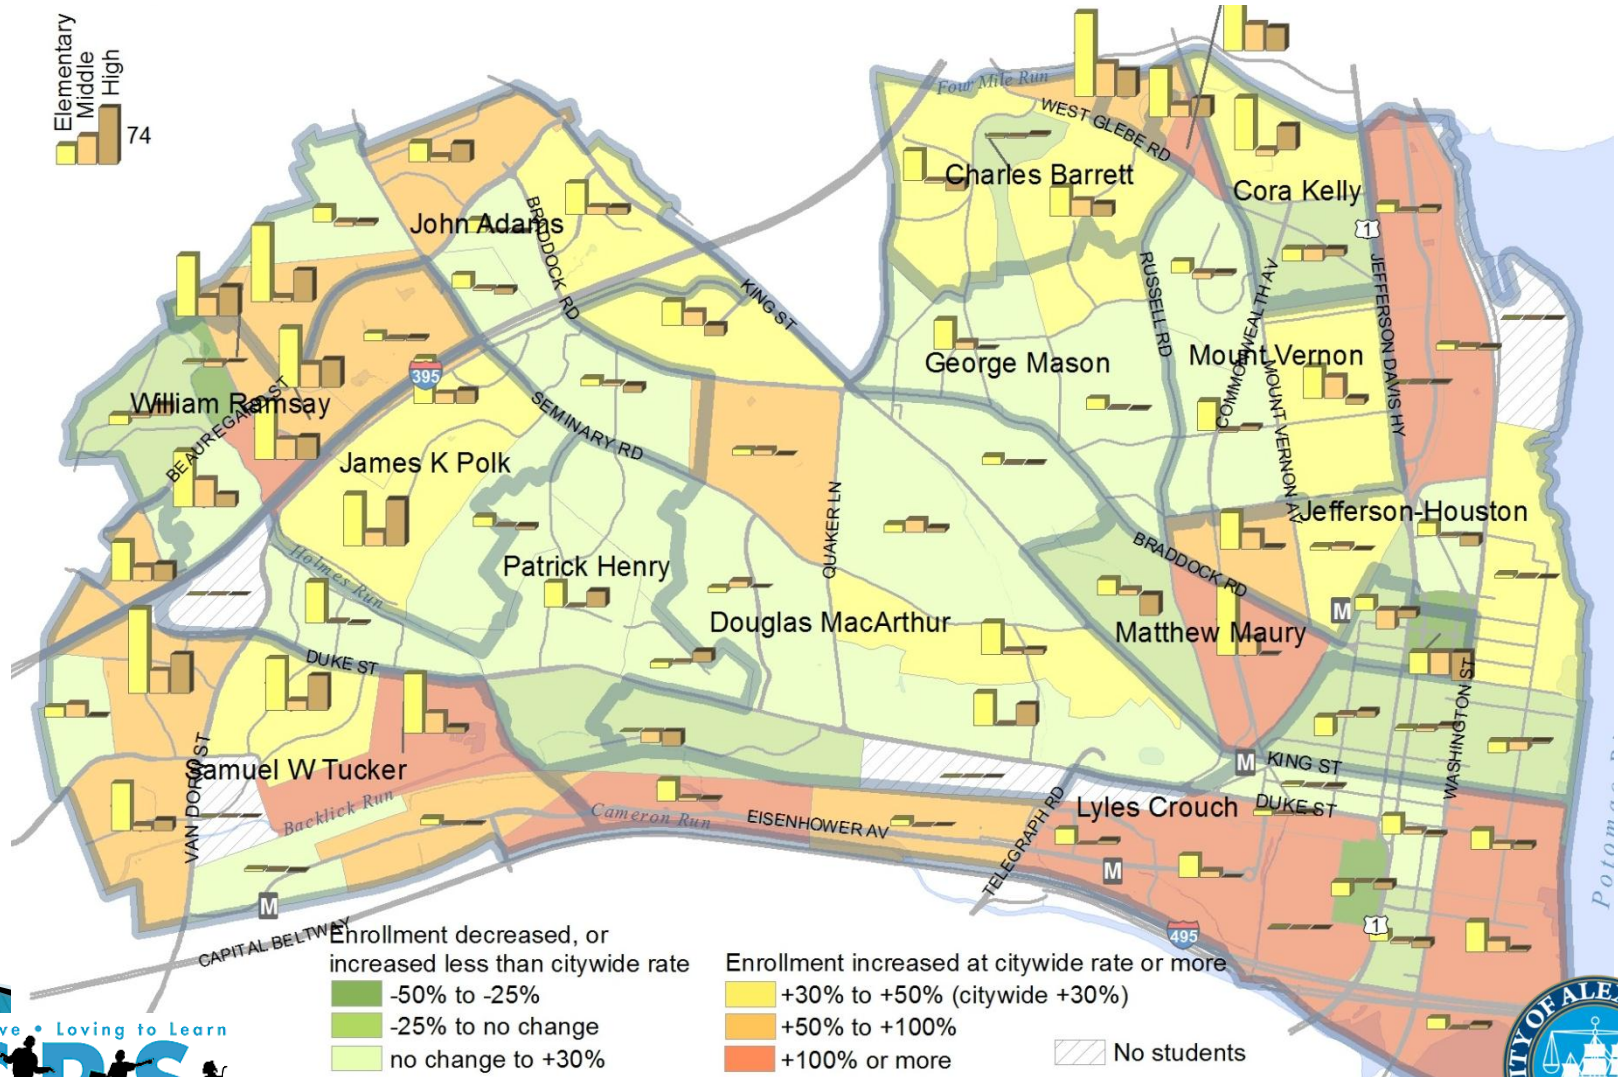 Elementary
Middle
High
74
Four Mile Run
WEST GLEBE RD
Charles Barrett
Cora Kelly
1
John Adams
BRADDOCK RD
KING ST
RUSSELL RD
COMMONWEALTH AV
JEFFERSON DAVIS HY
George Mason
Mount Vernon
MOUNT VERNON AV
395
William Ramsay
BEAUREGARD ST
SEMINARY RD
James K Polk
QUAKER LN
Jefferson-Houston
BRADDOCK RD
Holmes Run
Patrick Henry
M
Douglas MacArthur
Matthew Maury
DUKE ST
WASHINGTON ST
VAN DORN ST
Samuel W Tucker
M
KING ST
Backlick Run
Cameron Run
EISENHOWER AV
TELEGRAPH RD
Lyles Crouch
DUKE ST
M
M
1
495
CAPITAL BELTWAY
Enrollment decreased, or
increased less than citywide rate
-50% to -25%
-25% to no change
no change to +30%
Enrollment increased at citywide rate or more
+30% to +50% (citywide +30%)
+50% to +100%
+100% or more
No students
• Loving to Learn